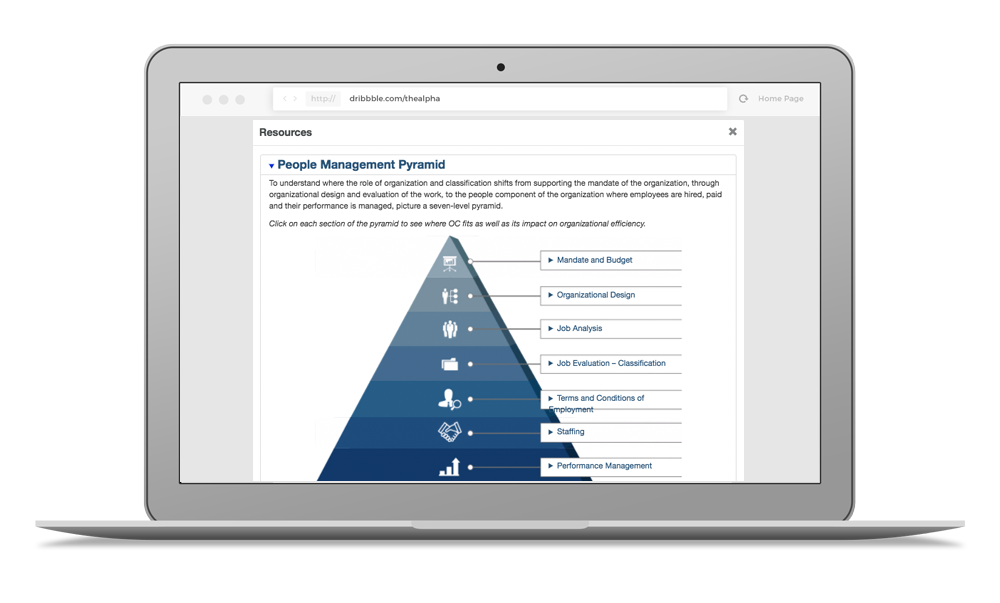 http:// dribbble.com/thealpha Home Page
Resources
People Management Pyramid
To understand where the role of organization and classification shifts from supporting the mandate of the organization, through
organizational design and evaluation of the work, to the people component of the organization where employees are hired, paid
and their performance is managed, picture a seven-level pyramid.
Click on each section of the pyramid to see where OC fits as well as its impact on organizational efficiency.
Mandate and Budget
Organizational Design
Job Analysis
Job Evaluation – Classification
Terms and Conditions of
Employment
Staffing
Performance Management